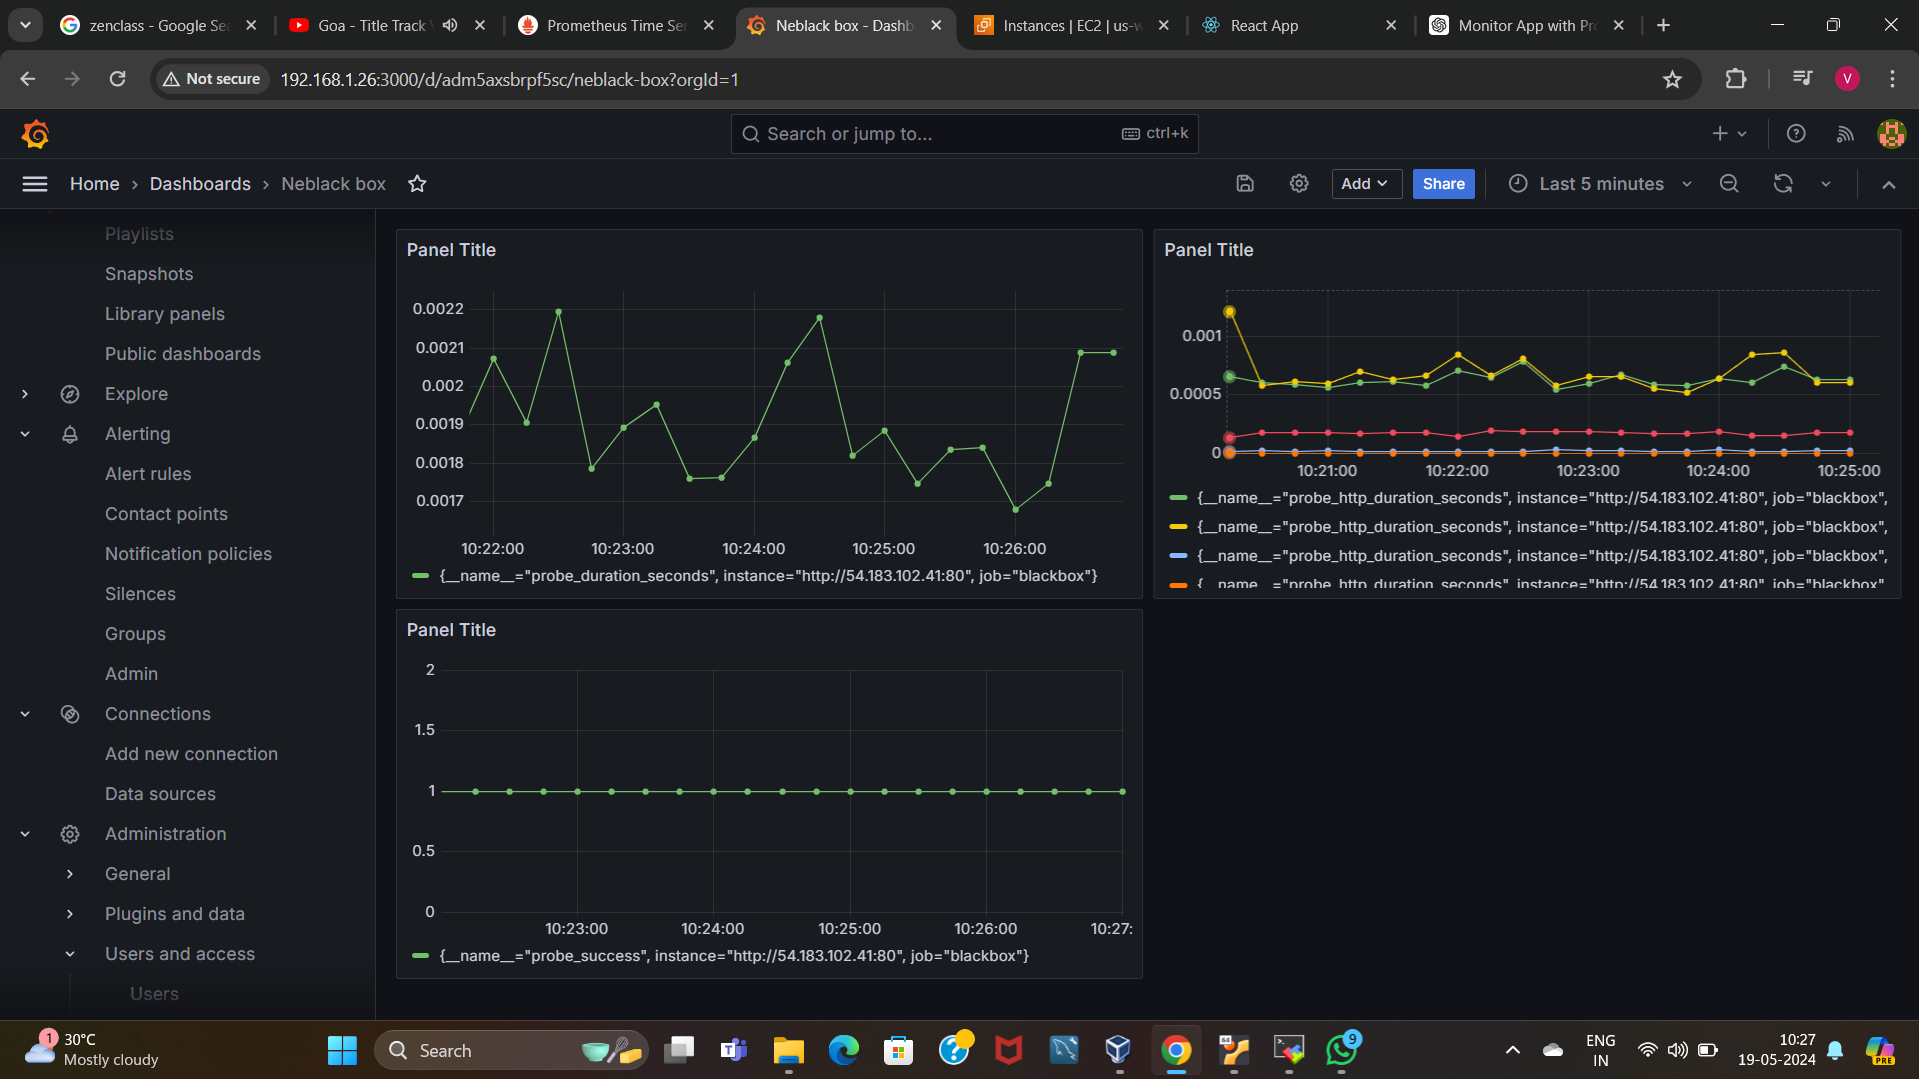 zenclass - Google Se
Goa - Title Track
Prometheus Time Ser
Neblack box - Dashb
Instances | EC2 | us-w
React App
Monitor App with Pr
Not secure
192.168.1.26:3000/d/adm5axsbrpf5sc/neblack-box?orgId=1
V
Search or jump to...
ctrl+k
Home
Dashboards
Neblack box
Add
Share
Last 5 minutes
Playlists
Snapshots
Library panels
Public dashboards
Explore
Alerting
Alert rules
Contact points
Notification policies
Silences
Groups
Admin
Connections
Add new connection
Data sources
Administration
General
Plugins and data
Users and access
Users
Panel Title
0.0022
0.0021
0.002
0.0019
0.0018
0.0017
10:22:00 10:23:00 10:24:00 10:25:00 10:26:00
{__name__="probe_duration_seconds", instance="http://54.183.102.41:80", job="blackbox"}
Panel Title
0.001
0.0005
0
10:21:00 10:22:00 10:23:00 10:24:00 10:25:00
{__name__="probe_http_duration_seconds", instance="http://54.183.102.41:80", job="blackbox",
{__name__="probe_http_duration_seconds", instance="http://54.183.102.41:80", job="blackbox",
{__name__="probe_http_duration_seconds", instance="http://54.183.102.41:80", job="blackbox",
{__name__="probe_http_duration_seconds", instance="http://54.183.102.41:80", job="blackbox"
Panel Title
2
1.5
1
0.5
0
10:23:00 10:24:00 10:25:00 10:26:00 10:27:
{__name__="probe_success", instance="http://54.183.102.41:80", job="blackbox"}
1
30°C
Mostly cloudy
Search
64
9
ENG
IN
10:27
19-05-2024
PRE